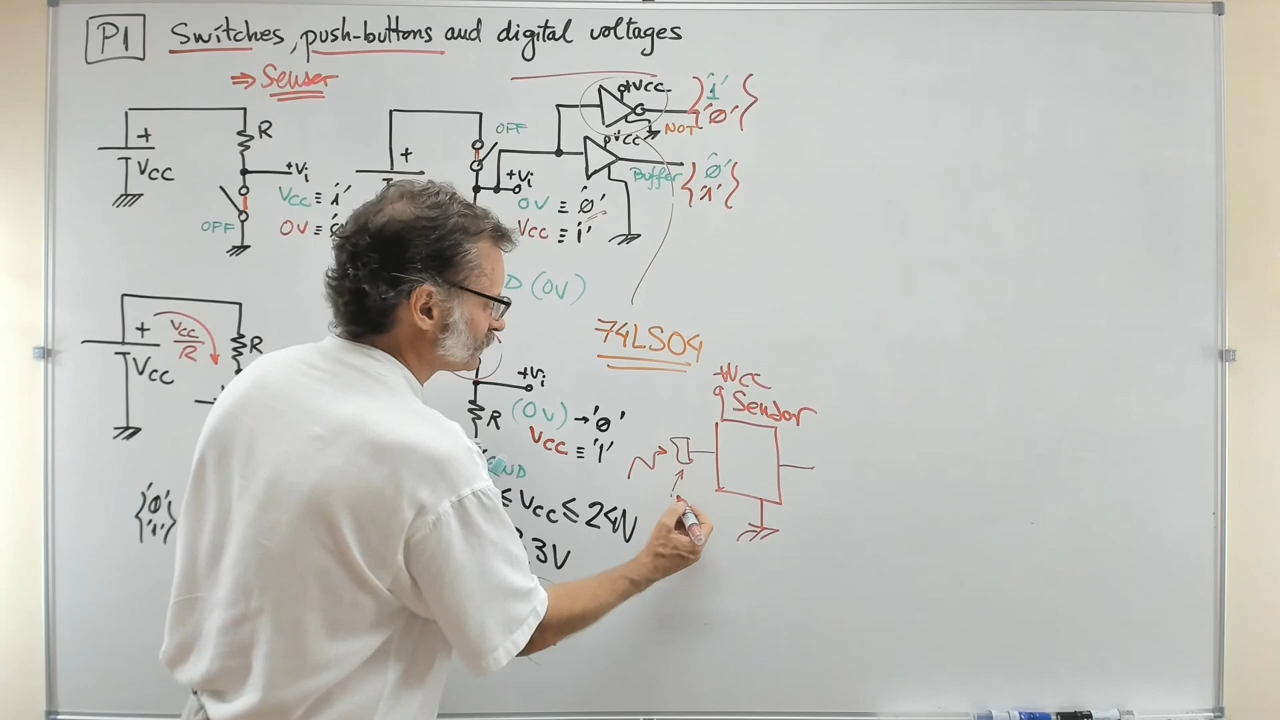 P1 Switches, push-buttons and digital voltages
⇒ Sensor
+
VCC
R
+Vi
VCC ≡ '1'
OFF
0V ≡
+
OFF
+Vi
0V ≡ '0'
VCC ≡ '1'
+VCC
NOT
'1'
'0'
+VCC
Buffer
'0'
'1'
(0V)
74LS04
+
VCC
VCC
R
R
'0'
'1'
+Vi
R
(0V) → '0'
VCC ≡ '1'
≤ VCC ≤ 24V
3V
+VCC
Sensor